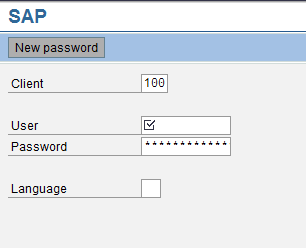 SAP
New password
Client 100
User
Password ************
Language